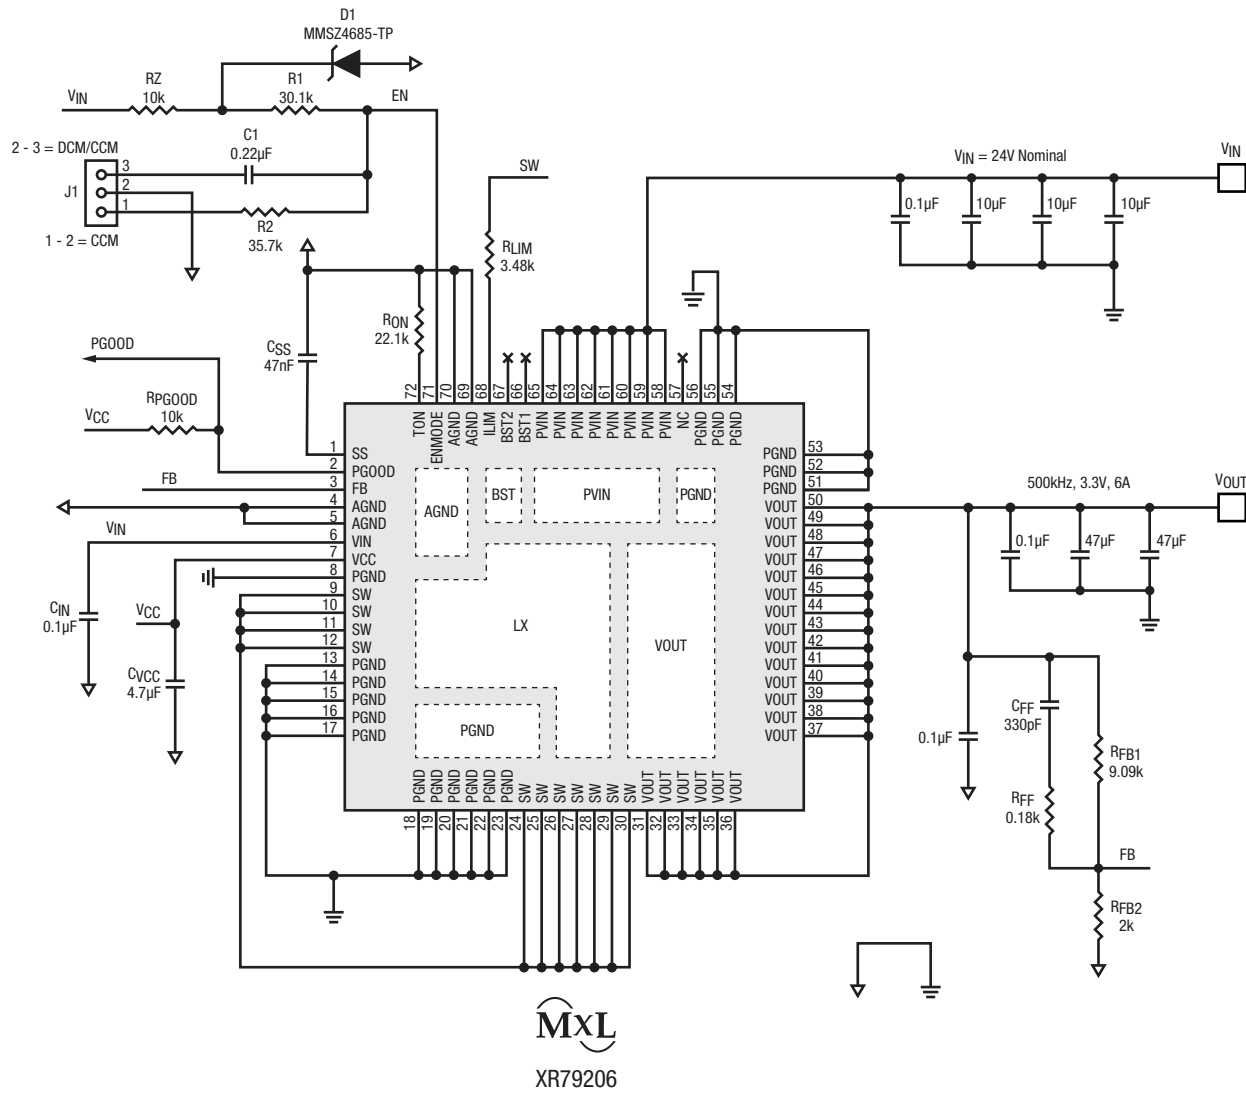 D1
MMSZ4685-TP
RZ
10k
R1
30.1k
VIN
EN
C1
0.22µF
2 - 3 = DCM/CCM
J1
3
2
1
1 - 2 = CCM
R2
35.7k
SW
RLIM
3.48k
VIN = 24V Nominal
VIN
0.1µF
10µF
10µF
10µF
RON
22.1k
CSS
47nF
PGOOD
RPGOOD
10k
VCC
72
71
70
69
68
67
66
65
64
63
62
61
60
59
58
57
56
55
54
TON
ENMODE
AGND
AGND
ILIM
BST2
BST1
PVIN
PVIN
PVIN
PVIN
PVIN
PVIN
PVIN
PVIN
NC
PGND
PGND
PGND
1 SS
2 PGOOD
FB
3 FB
4 AGND
5 AGND
VIN
6 VIN
7 VCC
8 PGND
9 SW
10 SW
11 SW
12 SW
13 PGND
14 PGND
15 PGND
16 PGND
17 PGND
CIN
0.1µF
VCC
CVCC
4.7µF
AGND
BST
PVIN
PGND
LX
VOUT
PGND
PGND 53
PGND 52
PGND 51
VOUT 50
VOUT 49
VOUT 48
VOUT 47
VOUT 46
VOUT 45
VOUT 44
VOUT 43
VOUT 42
VOUT 41
VOUT 40
VOUT 39
VOUT 38
VOUT 37
500kHz, 3.3V, 6A
VOUT
0.1µF
47µF
47µF
0.1µF
CFF
330pF
RFF
0.18k
RFB1
9.09k
FB
RFB2
2k
PGND
PGND
PGND
PGND
PGND
PGND
SW
SW
SW
SW
SW
SW
SW
VOUT
VOUT
VOUT
VOUT
VOUT
VOUT
18
19
20
21
22
23
24
25
26
27
28
29
30
31
32
33
34
35
36
MXL
XR79206